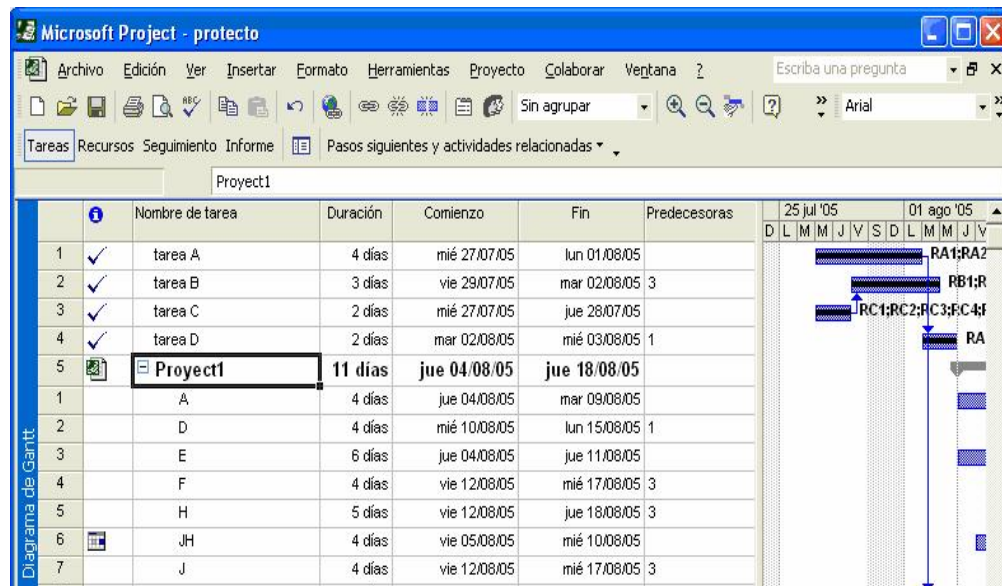 Microsoft Project - protecto
Archivo Edición Ver Insertar Formato Herramientas Proyecto Colaborar Ventana ? Escriba una pregunta
ABC Sin agrupar Arial
Tareas Recursos Seguimiento Informe Pasos siguientes y actividades relacionadas
Proyect1
Nombre de tarea Duración Comienzo Fin Predecesoras 25 jul '05 01 ago '05
D L M M J V S D L M M J V
1 tarea A 4 días mié 27/07/05 lun 01/08/05 RA1;RA2
2 tarea B 3 días vie 29/07/05 mar 02/08/05 3 RB1;R
3 tarea C 2 días mié 27/07/05 jue 28/07/05 RC1;RC2;RC3;RC4;F
4 tarea D 2 días mar 02/08/05 mié 03/08/05 1 RA
5 Proyect1 11 días jue 04/08/05 jue 18/08/05
1 A 4 días jue 04/08/05 mar 09/08/05
2 D 4 días mié 10/08/05 lun 15/08/05 1
3 E 6 días jue 04/08/05 jue 11/08/05
4 F 4 días vie 12/08/05 mié 17/08/05 3
5 H 5 días vie 12/08/05 jue 18/08/05 3
6 JH 4 días vie 05/08/05 mié 10/08/05
7 J 4 días vie 12/08/05 mié 17/08/05 3
Diagrama de Gantt